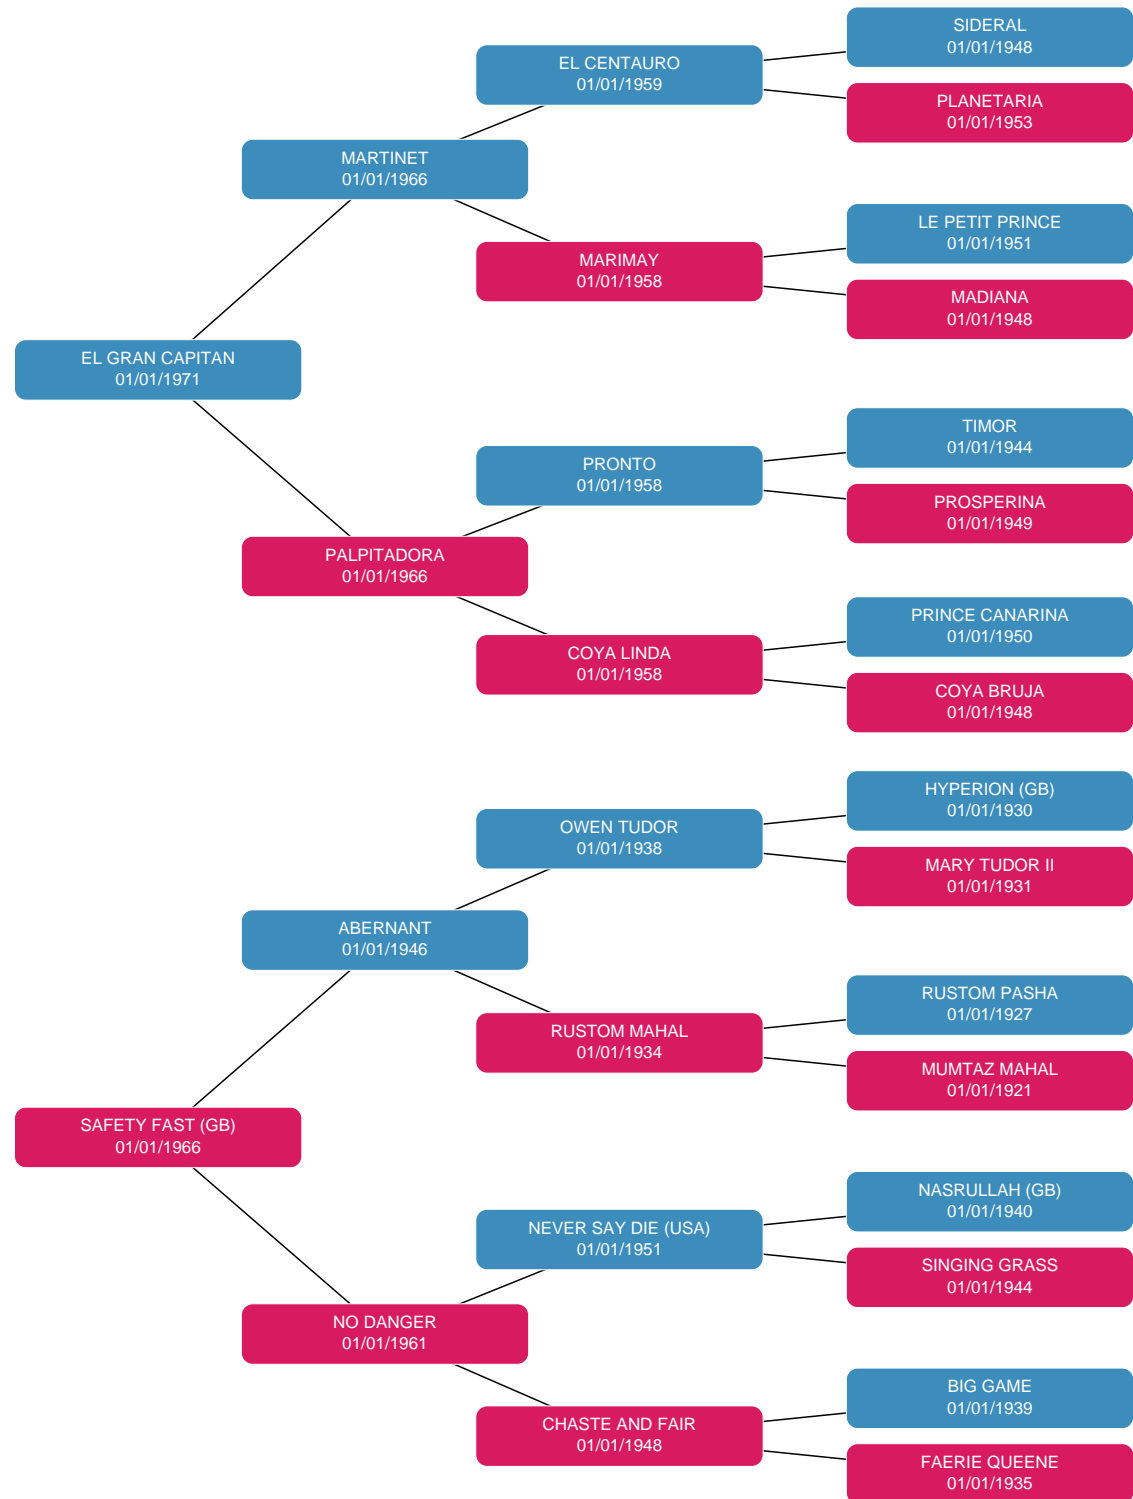 SIDERAL
01/01/1948
EL CENTAURO
01/01/1959
PLANETARIA
01/01/1953
MARTINET
01/01/1966
LE PETIT PRINCE
01/01/1951
MARIMAY
01/01/1958
MADIANA
01/01/1948
EL GRAN CAPITAN
01/01/1971
TIMOR
01/01/1944
PRONTO
01/01/1958
PROSPERINA
01/01/1949
PALPITADORA
01/01/1966
PRINCE CANARINA
01/01/1950
COYA LINDA
01/01/1958
COYA BRUJA
01/01/1948
HYPERION (GB)
01/01/1930
OWEN TUDOR
01/01/1938
MARY TUDOR II
01/01/1931
ABERNANT
01/01/1946
RUSTOM PASHA
01/01/1927
RUSTOM MAHAL
01/01/1934
MUMTAZ MAHAL
01/01/1921
SAFETY FAST (GB)
01/01/1966
NASRULLAH (GB)
01/01/1940
NEVER SAY DIE (USA)
01/01/1951
SINGING GRASS
01/01/1944
NO DANGER
01/01/1961
BIG GAME
01/01/1939
CHASTE AND FAIR
01/01/1948
FAERIE QUEENE
01/01/1935